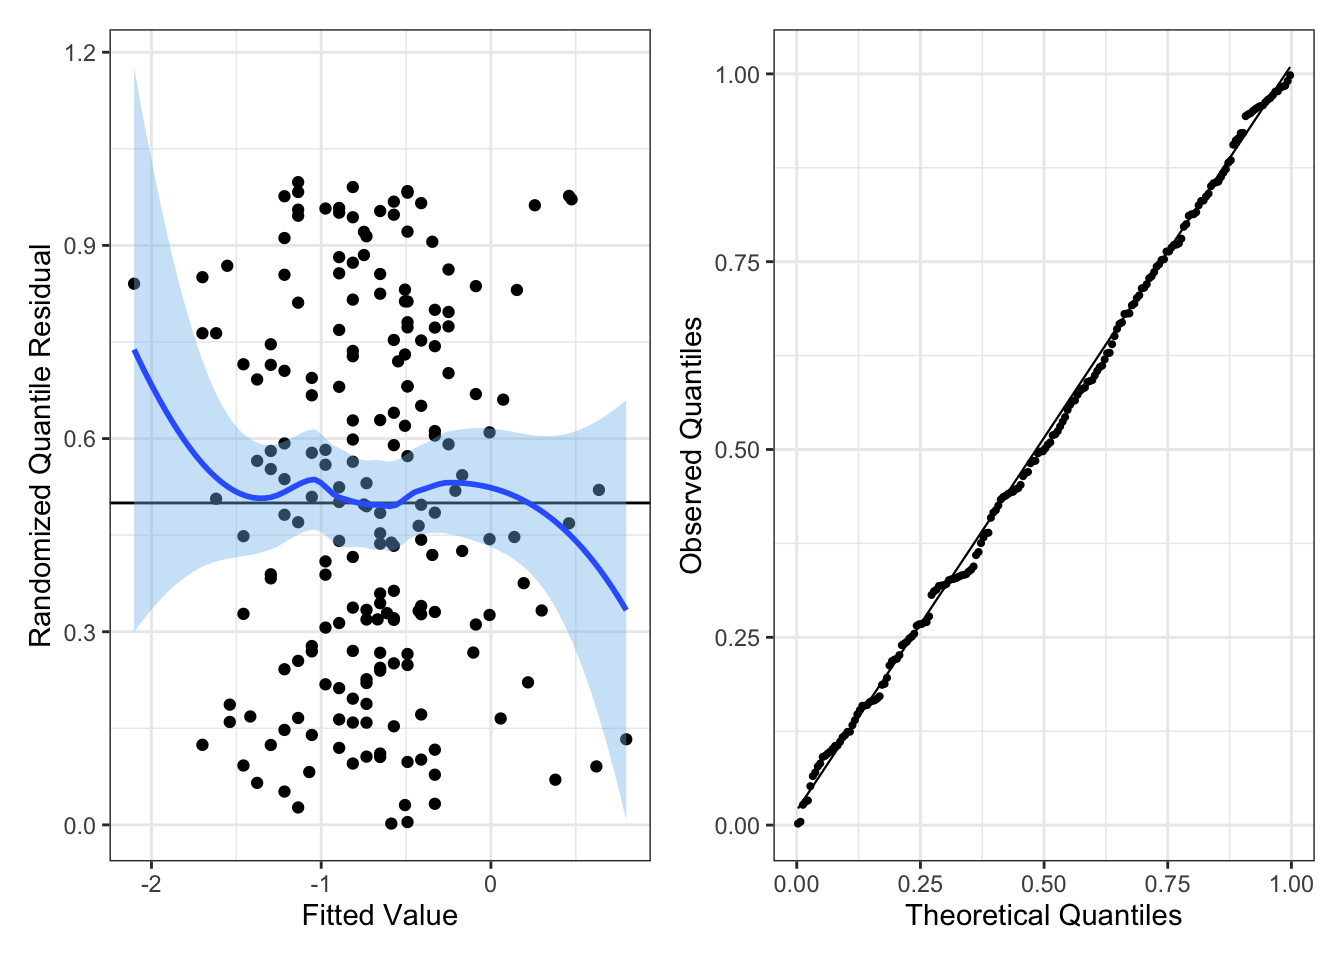 Randomized Quantile Residual
1.2
0.9
0.6
0.3
0.0
-2 -1 0
Fitted Value
Observed Quantiles
1.00
0.75
0.50
0.25
0.00
0.00 0.25 0.50 0.75 1.00
Theoretical Quantiles